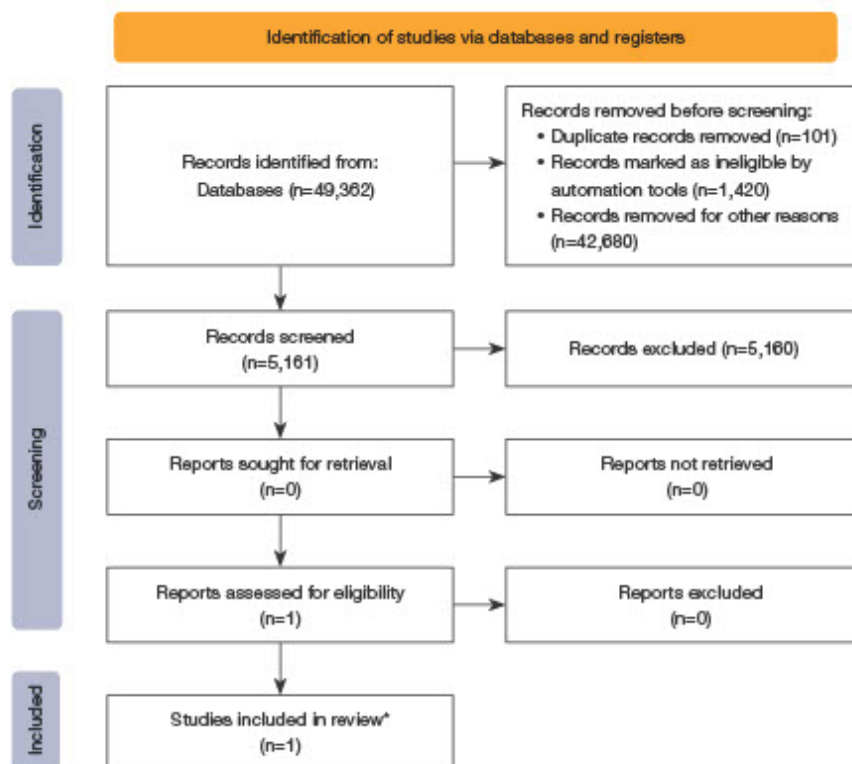 Identification of studies via databases and registers
Identification
Records identified from:
Databases (n=49,362)
Records removed before screening:
• Duplicate records removed (n=101)
• Records marked as ineligible by
automation tools (n=1,420)
• Records removed for other reasons
(n=42,680)
Screening
Records screened
(n=5,161)
Records excluded (n=5,160)
Reports sought for retrieval
(n=0)
Reports not retrieved
(n=0)
Reports assessed for eligibility
(n=1)
Reports excluded
(n=0)
Included
Studies included in review*
(n=1)